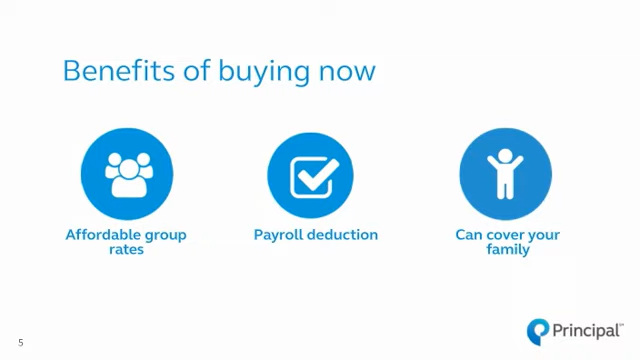 Benefits of buying now
Affordable group
rates
Payroll deduction
Can cover your
family
5
Principal